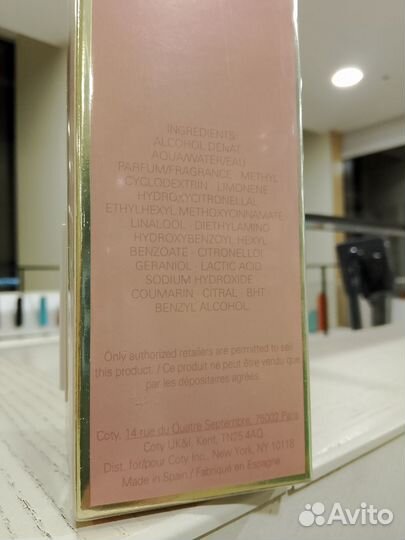 INGREDIENTS:
ALCOHOL DENAT.
AQUA/WATER/EAU
PARFUM/FRAGRANCE · METHYL
CYCLODEXTRIN · LIMONENE
HYDROXYCITRONELLAL
ETHYLHEXYL METHOXYCINNAMATE
LINALOOL · DIETHYLAMINO
HYDROXYBENZOYL HEXYL
BENZOATE · CITRONELLOL
GERANIOL · LACTIC ACID
SODIUM HYDROXIDE
COUMARIN · CITRAL · BHT
BENZYL ALCOHOL
Only authorized retailers are permitted to sell
this product. / Ce produit ne peut être vendu que
par les dépositaires agréés.
Coty. 14 rue du Quatre Septembre, 75002 Paris
Coty UK&I. Kent, TN25 4AQ
Dist. for/pour Coty Inc., New York, NY 10118
Made in Spain / Fabriqué en Espagne
Avito